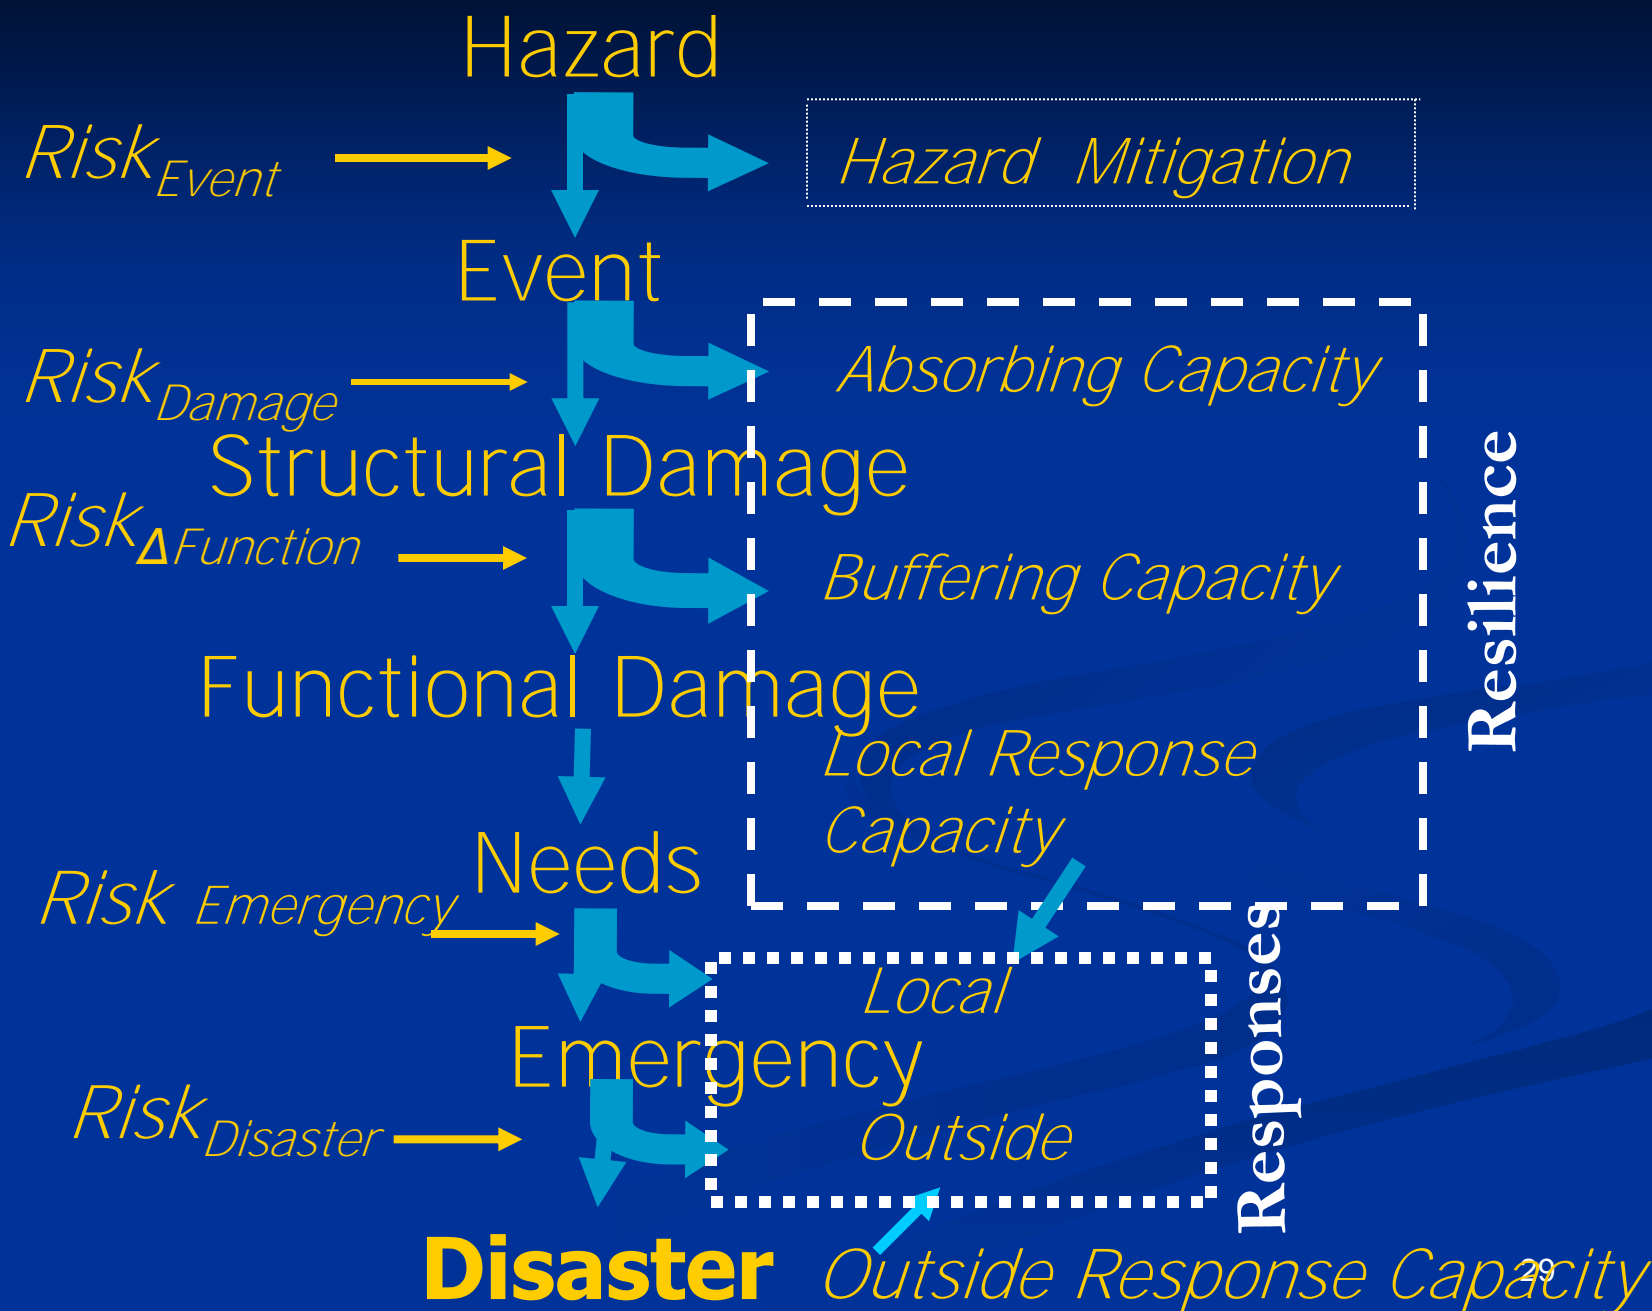 Hazard
Risk Event
Hazard Mitigation
Event
Risk Damage
Absorbing Capacity
Structural Damage
Risk ΔFunction
Buffering Capacity
Functional Damage
Local Response
Capacity
Resilience
Needs
Risk Emergency
Local
Emergency
Responses
Risk Disaster
Outside
Disaster
Outside Response Capacity
29